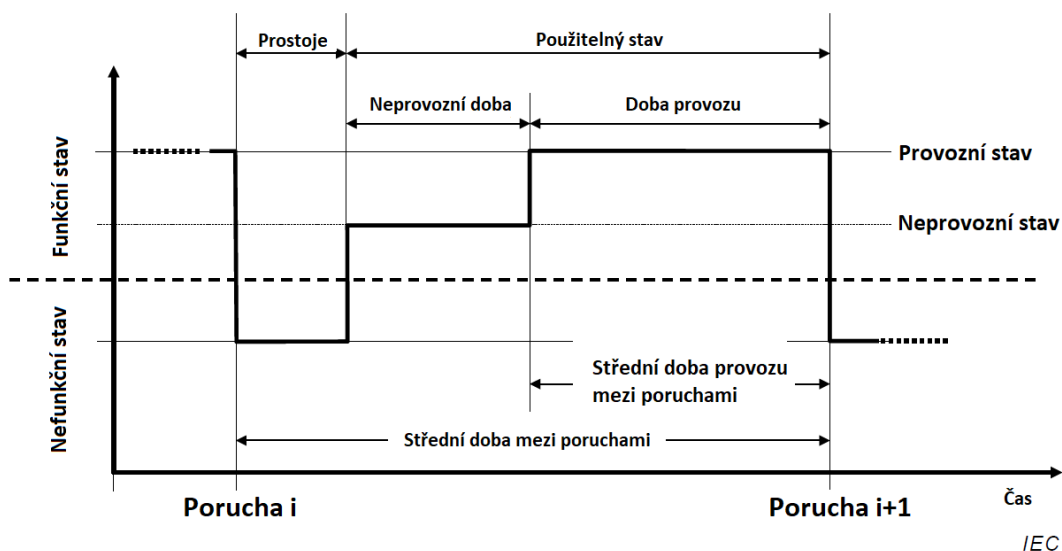 Prostoje
Použitelný stav
Neprovozní doba
Doba provozu
Funkční stav
Provozní stav
Neprovozní stav
Nefunkční stav
Střední doba provozu
mezi poruchami
Střední doba mezi poruchami
Porucha i
Porucha i+1
Čas
IEC